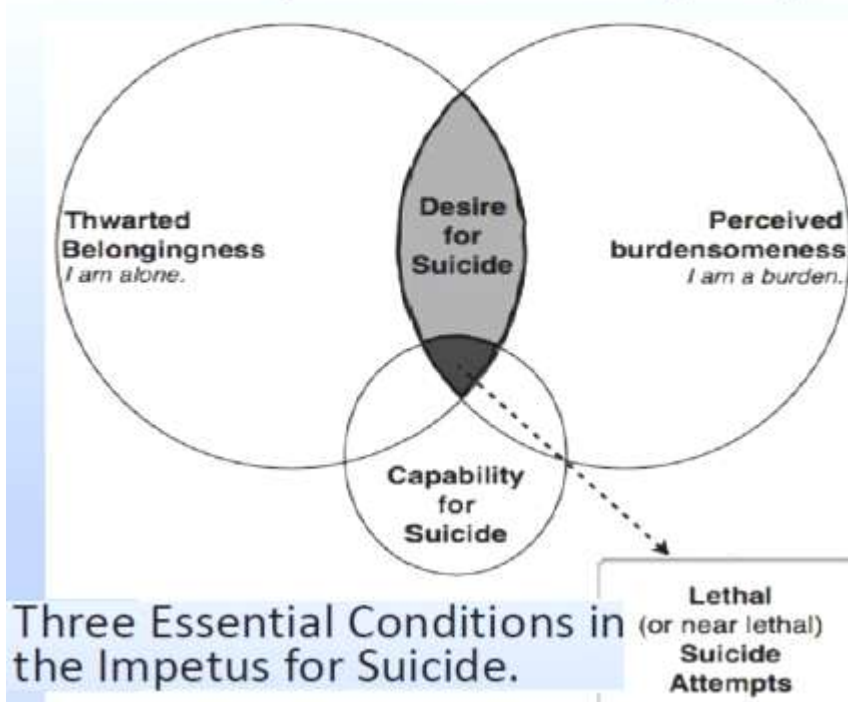 Thwarted
Belongingness
I am alone.
Desire
for
Suicide
Perceived
burdensomeness
I am a burden.
Capability
for
Suicide
Three Essential Conditions in
the Impetus for Suicide.
Lethal
(or near lethal)
Suicide
Attempts